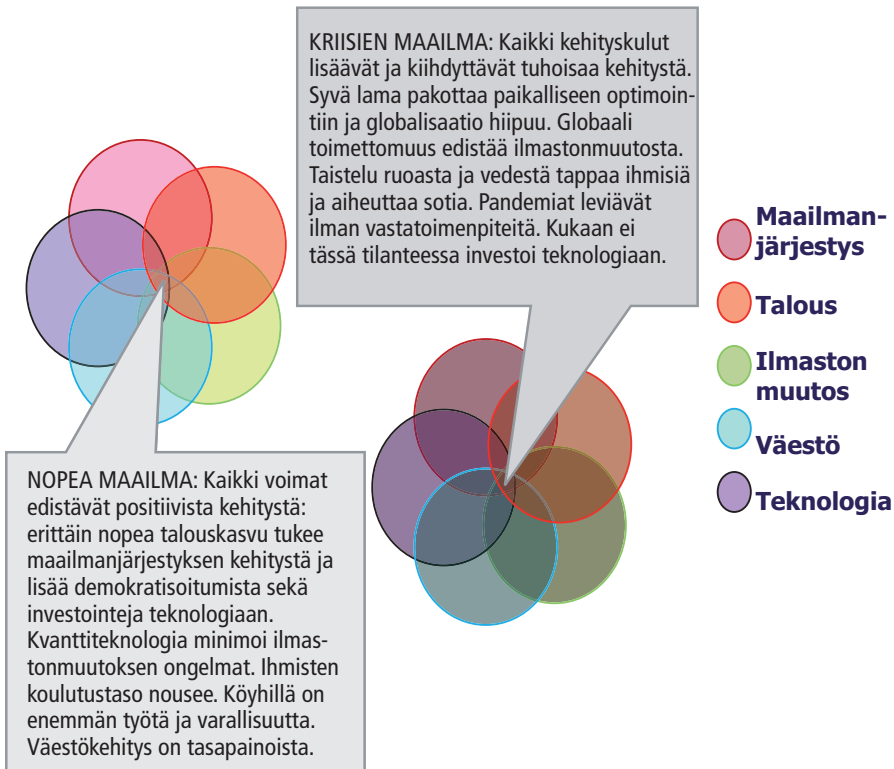 KRIISIEN MAAILMA: Kaikki kehityskulut
lisäävät ja kiihdyttävät tuhoisaa kehitystä.
Syvä lama pakottaa paikalliseen optimoin-
tiin ja globalisaatio hiipuu. Globaali
toimettomuus edistää ilmastonmuutosta.
Taistelu ruoasta ja vedestä tappaa ihmisiä
ja aiheuttaa sotia. Pandemiat leviävät
ilman vastatoimenpiteitä. Kukaan ei
tässä tilanteessa investoi teknologiaan.
Maailman-
järjestys
Talous
Ilmaston
muutos
Väestö
Teknologia
NOPEA MAAILMA: Kaikki voimat
edistävät positiivista kehitystä:
erittäin nopea talouskasvu tukee
maailmanjärjestyksen kehitystä ja
lisää demokratisoitumista sekä
investointeja teknologiaan.
Kvanttiteknologia minimoi ilmas-
tonmuutoksen ongelmat. Ihmisten
koulutustaso nousee. Köyhillä on
enemmän työtä ja varallisuutta.
Väestökehitys on tasapainoista.